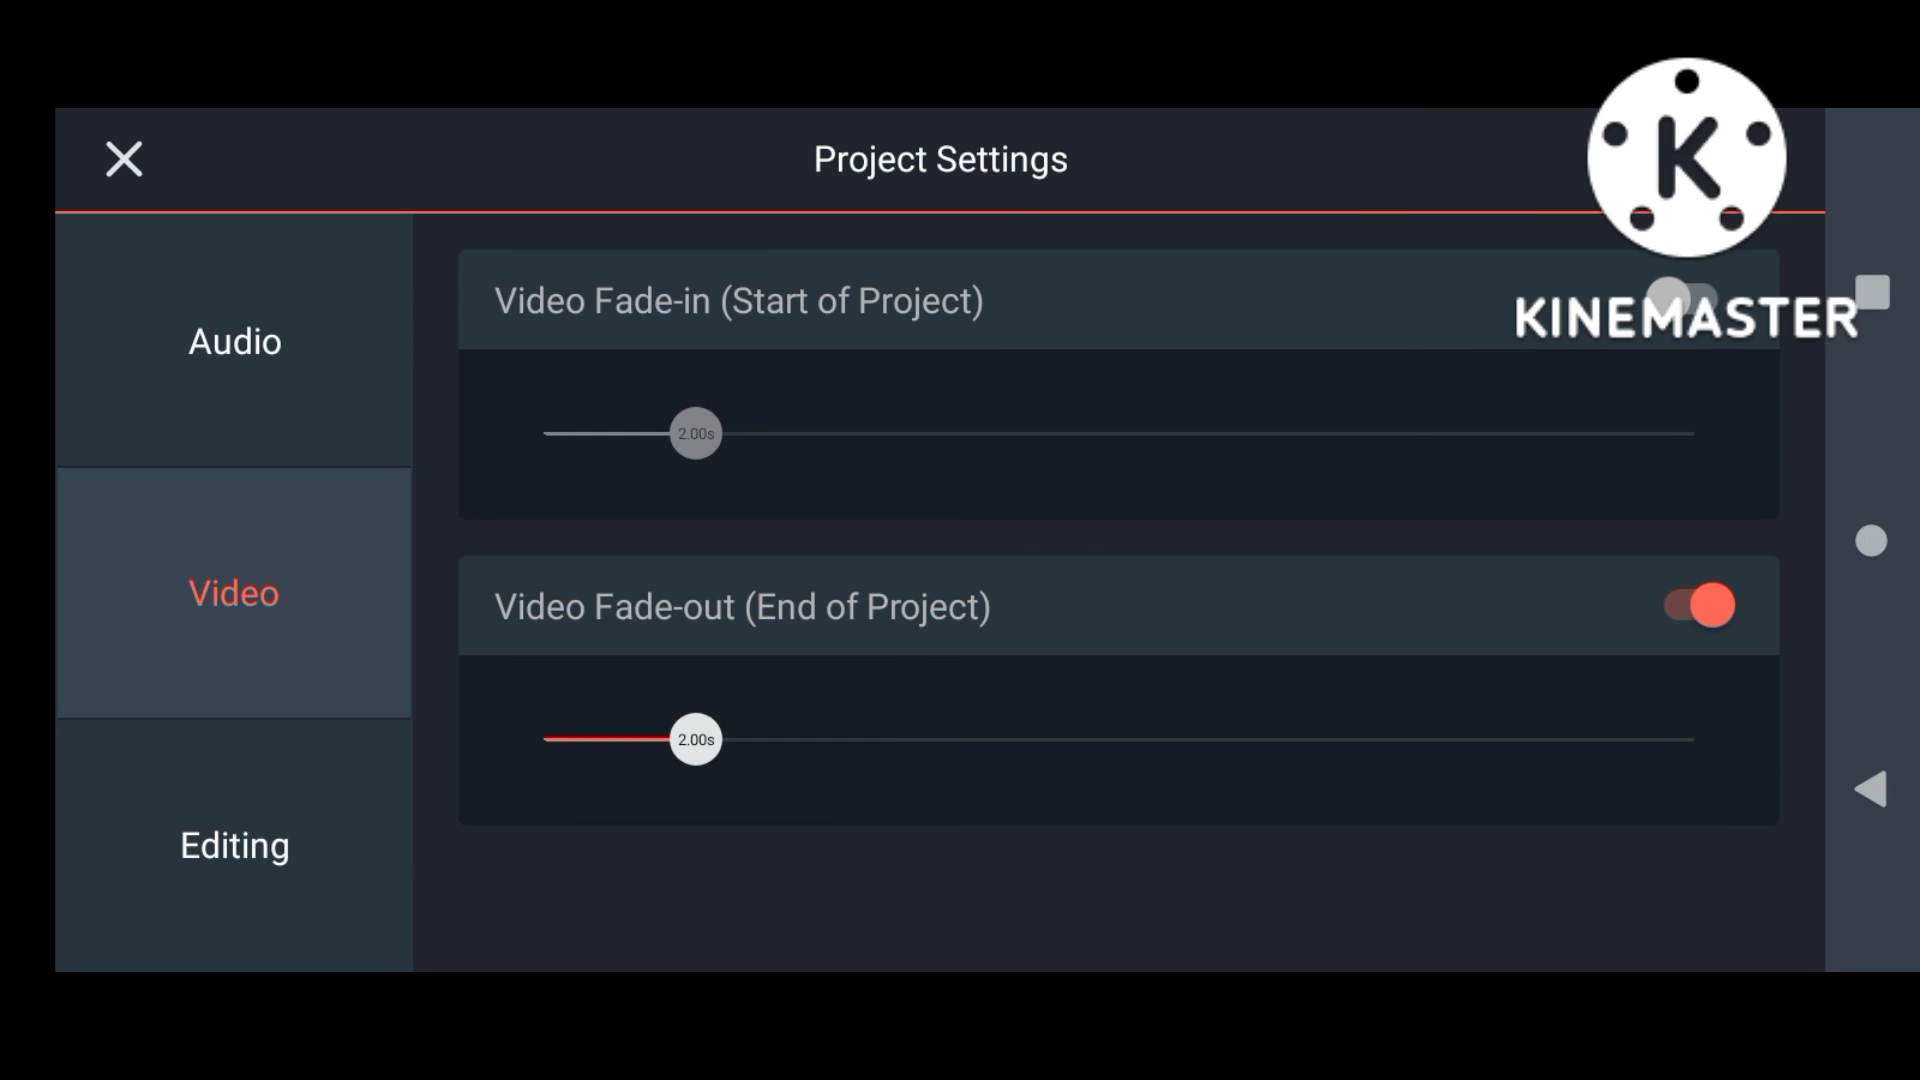 Project Settings
K
KINEMASTER
Audio
Video
Editing
Video Fade-in (Start of Project)
2.00s
Video Fade-out (End of Project)
2.00s